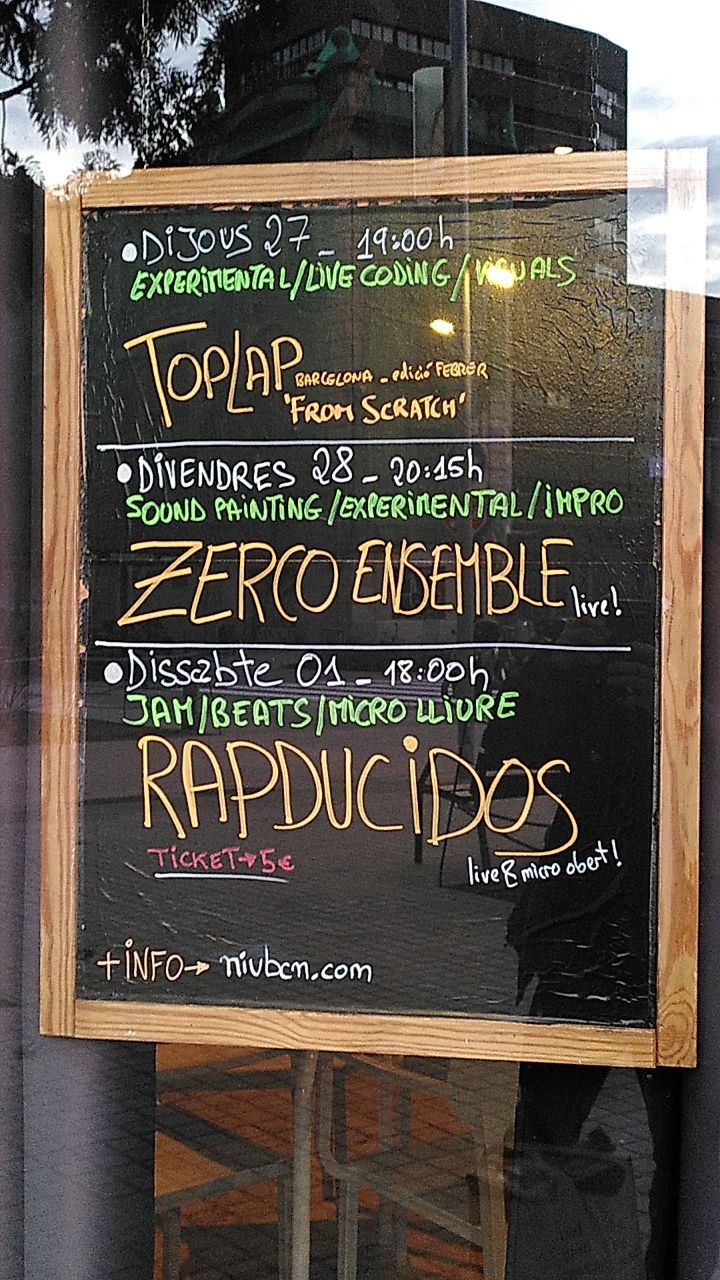 • DiJOUS 27 - 19:00h
EXPERIMENTAL/LIVE CODING/VISUALS
TOPLAP BARCELONA - edició FEBRER
"FROM SCRATCH"
• DiVENDRES 28 - 20:15h
SOUND PAiNTiNG/EXPERIMENTAL/iMPRO
ZERCO ENSEMBLE live!
• Dissabte 01 - 18:00h
JAM/BEATS/MiCRO LLiURE
RAPDUCiDOS
TiCKET→5€
live & micro obert!
+iNFO→ niubcn.com